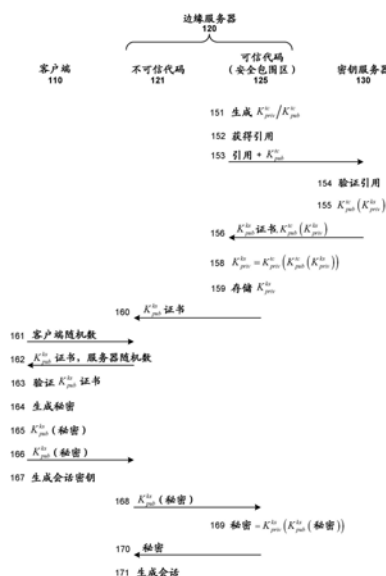 边缘服务器
120
客户端
110
不可信代码
121
可信代码
(安全包围区)
125
密钥服务器
130
151 生成 K_priv^tc/K_pub^tc
152 获得引用
153 引用 + K_pub^tc
154 验证引用
155 K_pub^tc(K_priv^ks)
156 K_pub^ks 证书.K_pub^tc(K_priv^ks)
158 K_priv^ks=K_priv^tc(K_pub^tc(K_priv^ks))
159 存储 K_priv^ks
160 K_pub^ks 证书
161 客户端随机数
162 K_pub^ks 证书，服务器随机数
163 验证 K_pub^ks 证书
164 生成秘密
165 K_pub^ks (秘密)
166 K_pub^ks (秘密)
167 生成会话密钥
168 K_pub^ks (秘密)
169 秘密=K_priv^ks(K_pub^ks(秘密))
170 秘密
171 生成会话